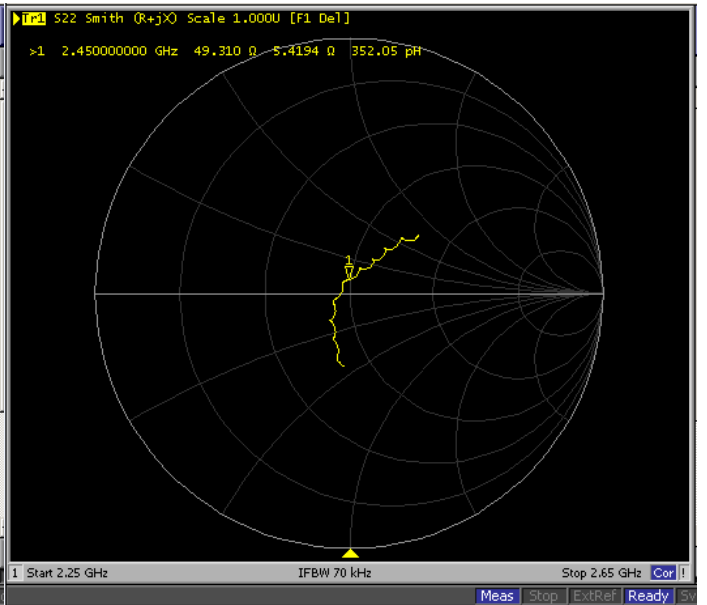 Tr1 S22 Smith (R+jX) Scale 1.000U [F1 Del]
>1 2.450000000 GHz 49.310 Ω 5.4194 Ω 352.05 pH
1
1 Start 2.25 GHz IFBW 70 kHz Stop 2.65 GHz Cor !
Meas Stop ExtRef Ready Sv